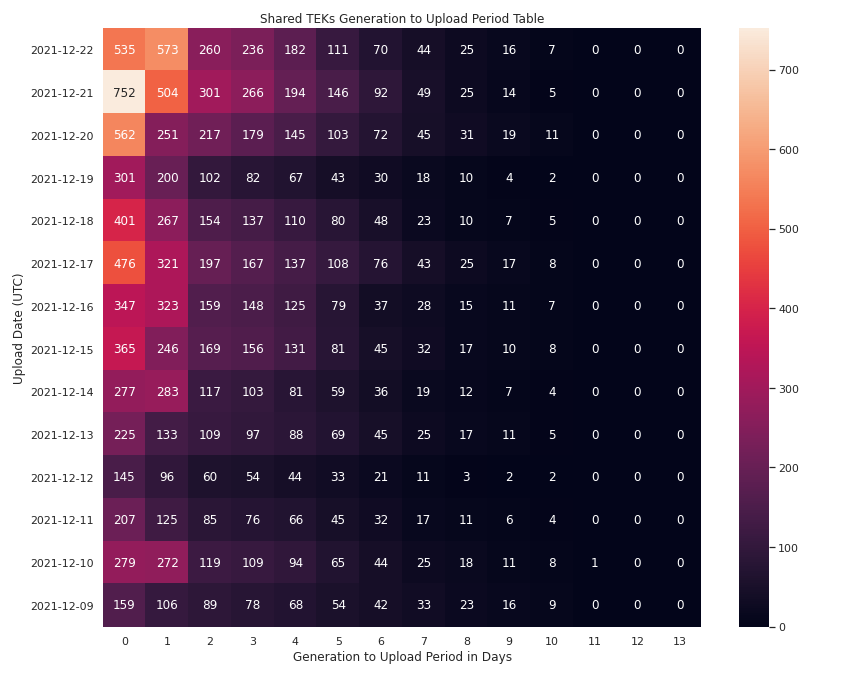 Shared TEKs Generation to Upload Period Table
Upload Date (UTC)
2021-12-22 535 573 260 236 182 111 70 44 25 16 7 0 0 0
2021-12-21 752 504 301 266 194 146 92 49 25 14 5 0 0 0
2021-12-20 562 251 217 179 145 103 72 45 31 19 11 0 0 0
2021-12-19 301 200 102 82 67 43 30 18 10 4 2 0 0 0
2021-12-18 401 267 154 137 110 80 48 23 10 7 5 0 0 0
2021-12-17 476 321 197 167 137 108 76 43 25 17 8 0 0 0
2021-12-16 347 323 159 148 125 79 37 28 15 11 7 0 0 0
2021-12-15 365 246 169 156 131 81 45 32 17 10 8 0 0 0
2021-12-14 277 283 117 103 81 59 36 19 12 7 4 0 0 0
2021-12-13 225 133 109 97 88 69 45 25 17 11 5 0 0 0
2021-12-12 145 96 60 54 44 33 21 11 3 2 2 0 0 0
2021-12-11 207 125 85 76 66 45 32 17 11 6 4 0 0 0
2021-12-10 279 272 119 109 94 65 44 25 18 11 8 1 0 0
2021-12-09 159 106 89 78 68 54 42 33 23 16 9 0 0 0
0 1 2 3 4 5 6 7 8 9 10 11 12 13
Generation to Upload Period in Days
700
600
500
400
300
200
100
0